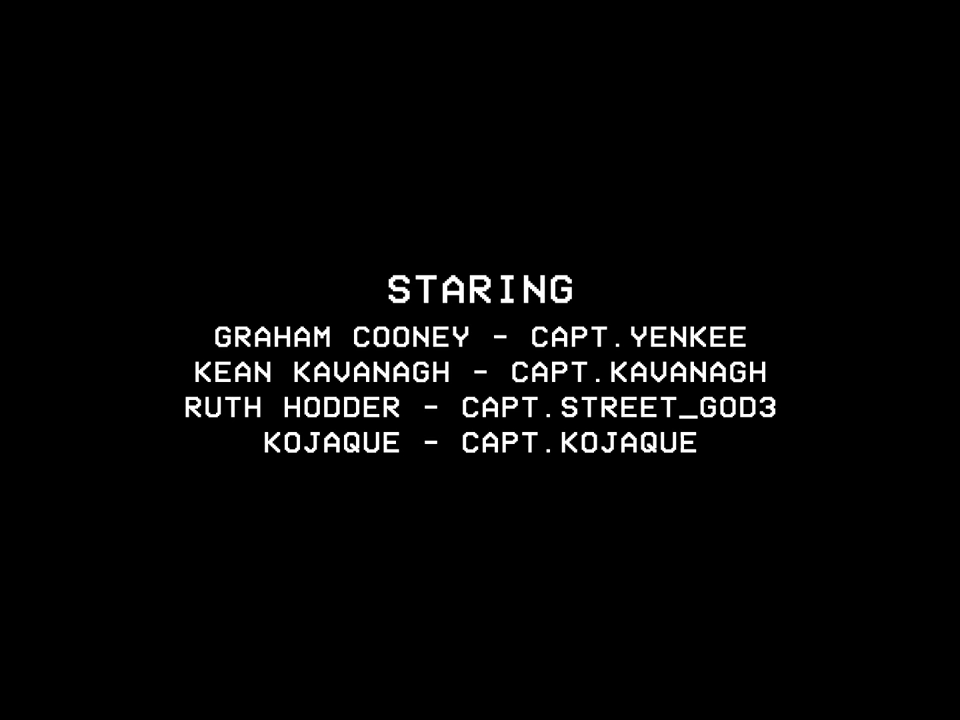 STARING
GRAHAM COONEY - CAPT.YENKEE
KEAN KAVANAGH - CAPT.KAVANAGH
RUTH HODDER - CAPT.STREET_GOD3
KOJAQUE - CAPT.KOJAQUE